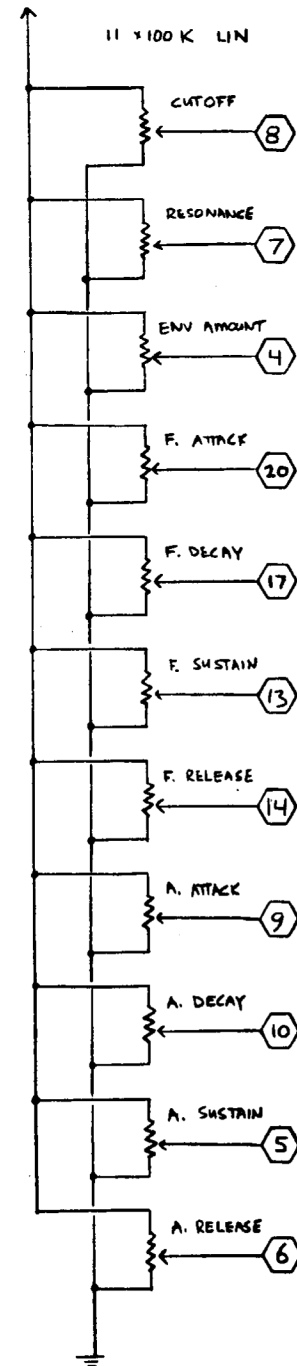 11 x 100 K LIN
CUTOFF
8
RESONANCE
7
ENV AMOUNT
4
F. ATTACK
20
F. DECAY
17
F. SUSTAIN
13
F. RELEASE
14
A. ATTACK
9
A. DECAY
10
A. SUSTAIN
5
A. RELEASE
6